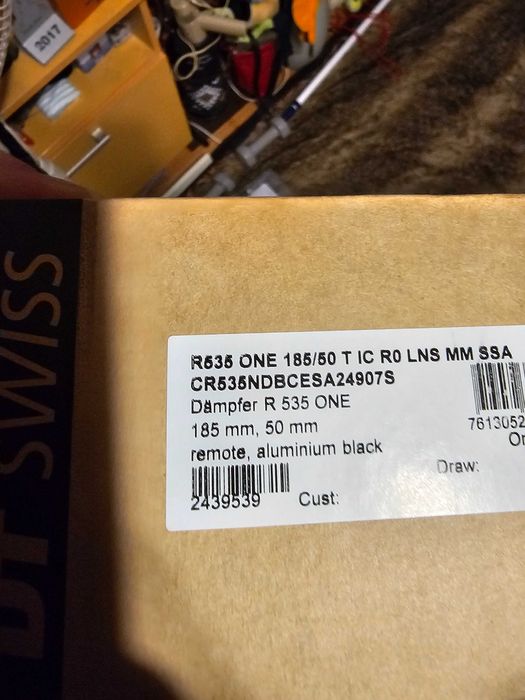 2017
DT SWISS
R535 ONE 185/50 T IC R0 LNS MM SSA
CR535NDBCESA24907S
Dämpfer R 535 ONE
185 mm, 50 mm
7613052
remote, aluminium black
Or
Draw:
2439539
Cust: